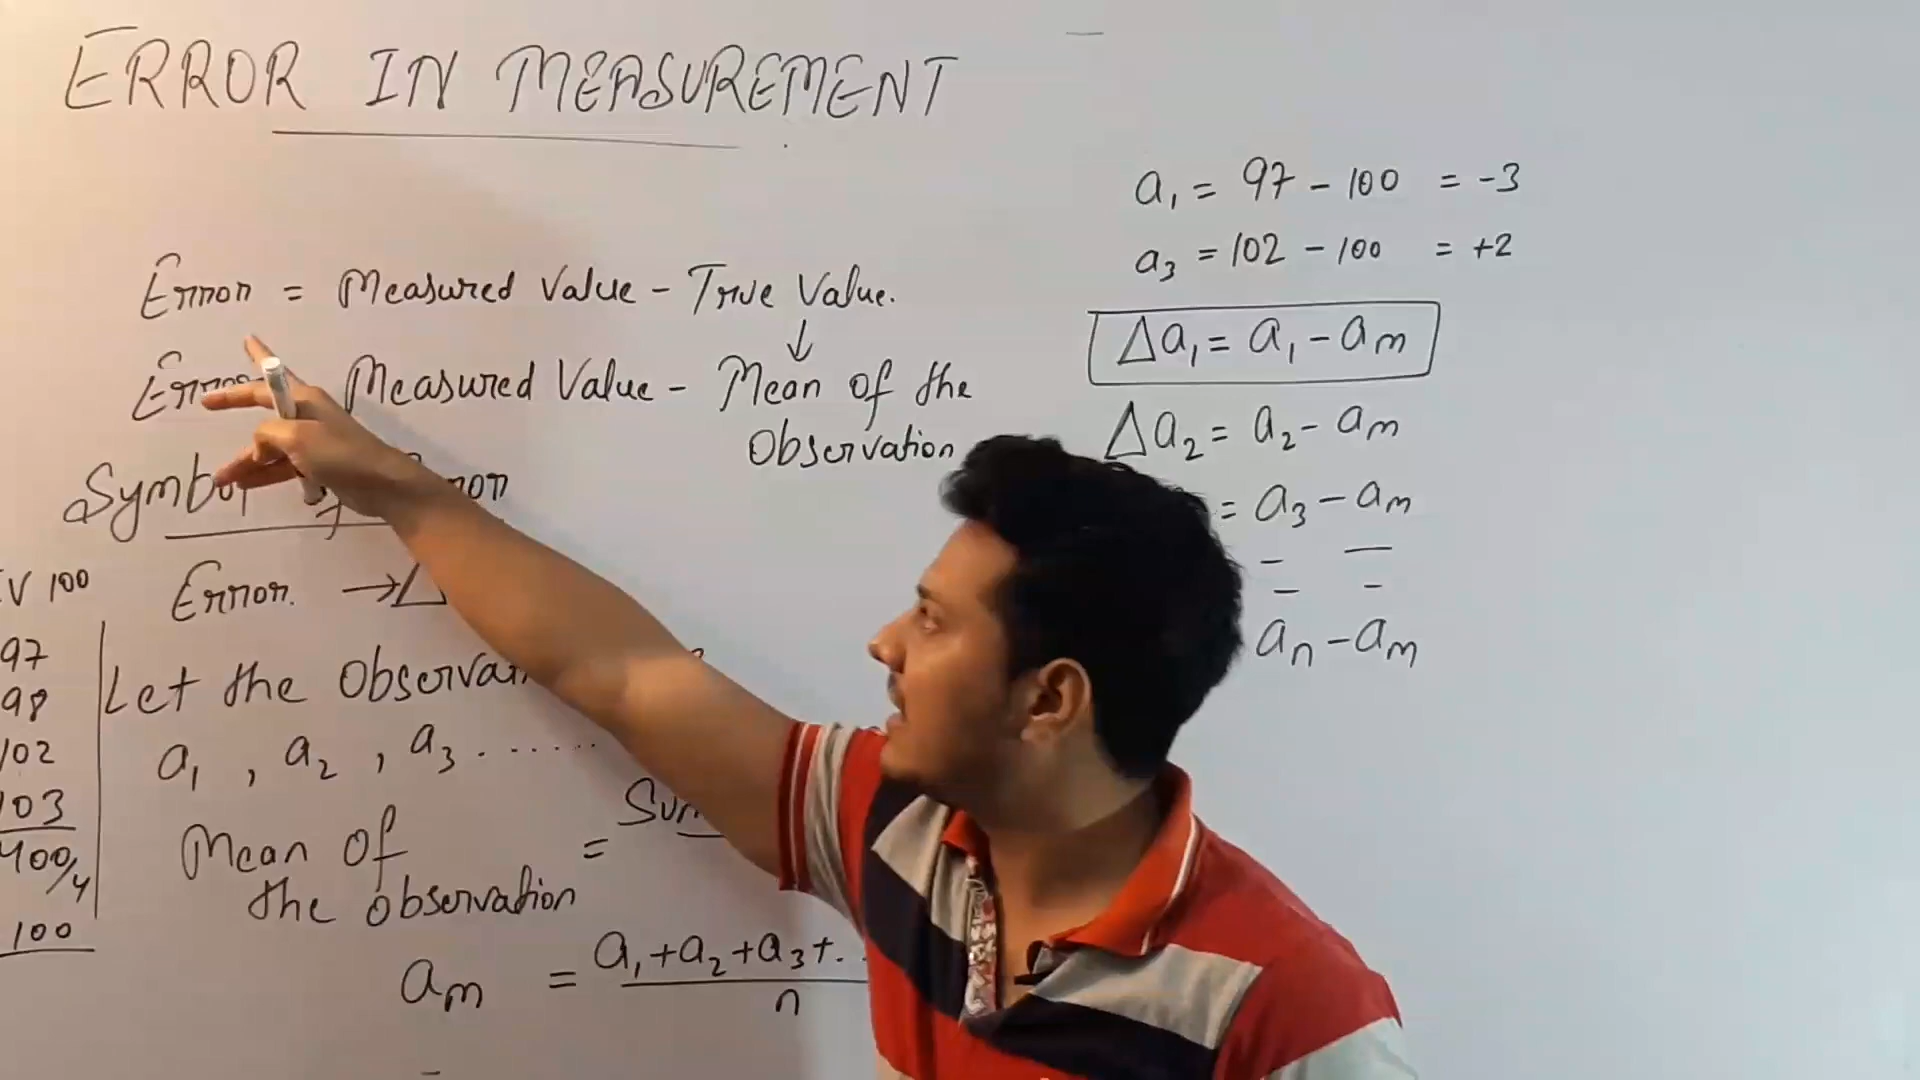 ERROR IN MEASUREMENT
Error = Measured Value - True Value.
↓
Measured Value - Mean of the
Observation
Symbol
Error. → Δ
V 100
97
98
102
103
400/4
100
Let the
a₁, a₂, a₃......
Mean of
the observation =
aₘ = a₁+a₂+a₃+.
n
a₁ = 97 - 100 = -3
a₃ = 102 - 100 = +2
Δa₁ = a₁ - aₘ
Δa₂ = a₂ - aₘ
= a₃ - aₘ
- —
- -
aₙ - aₘ